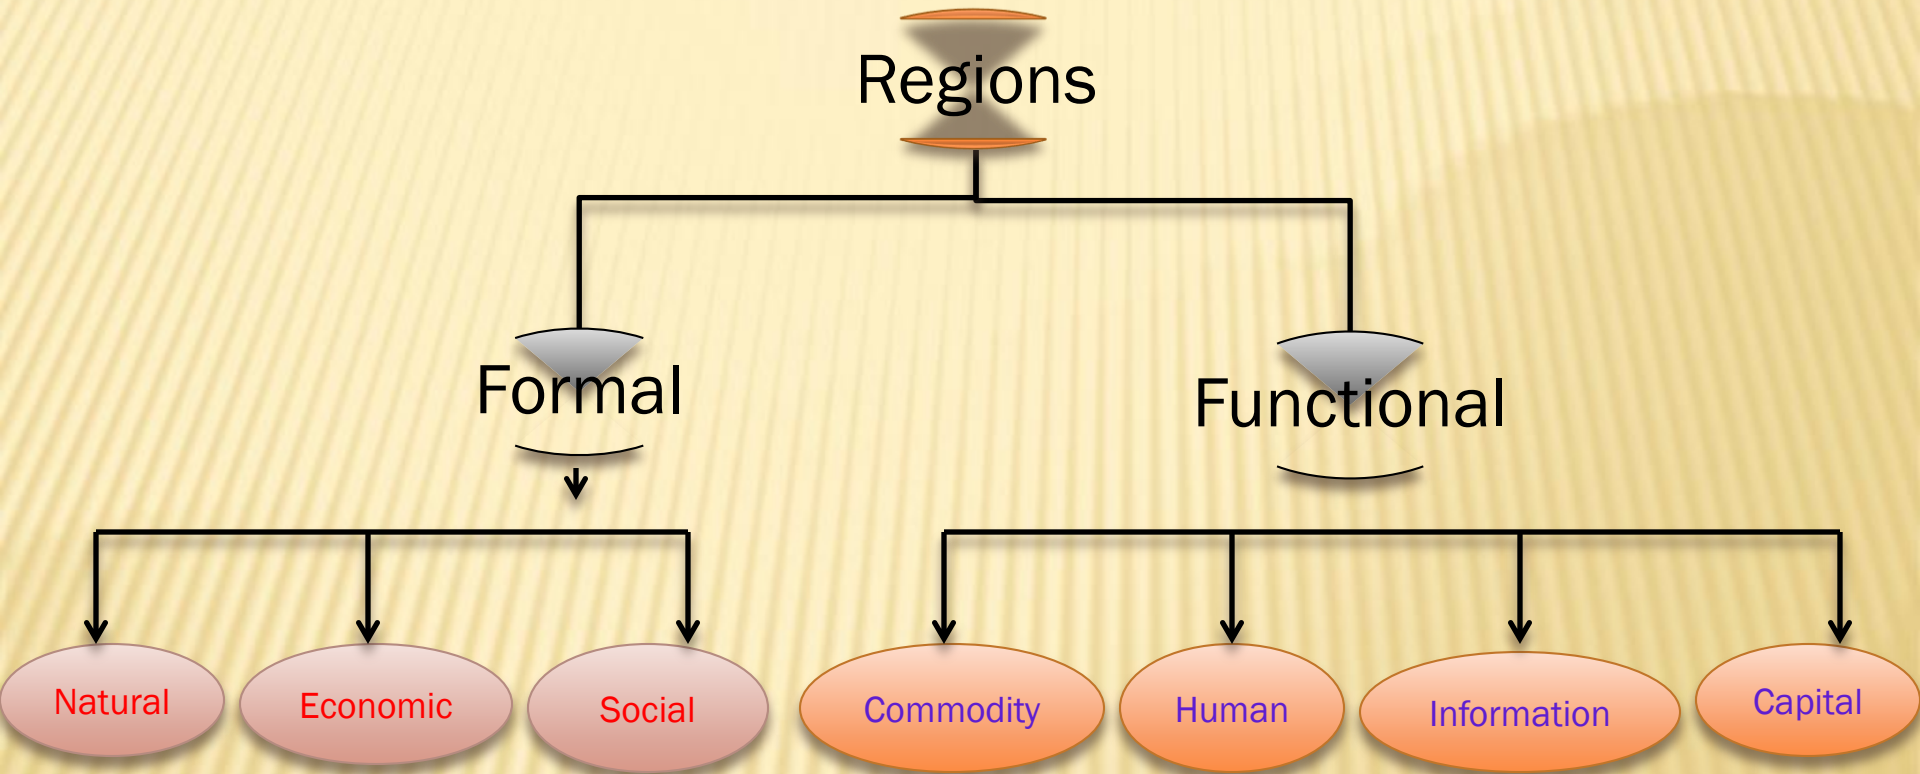 Regions
Formal
Functional
Natural
Economic
Social
Commodity
Human
Information
Capital